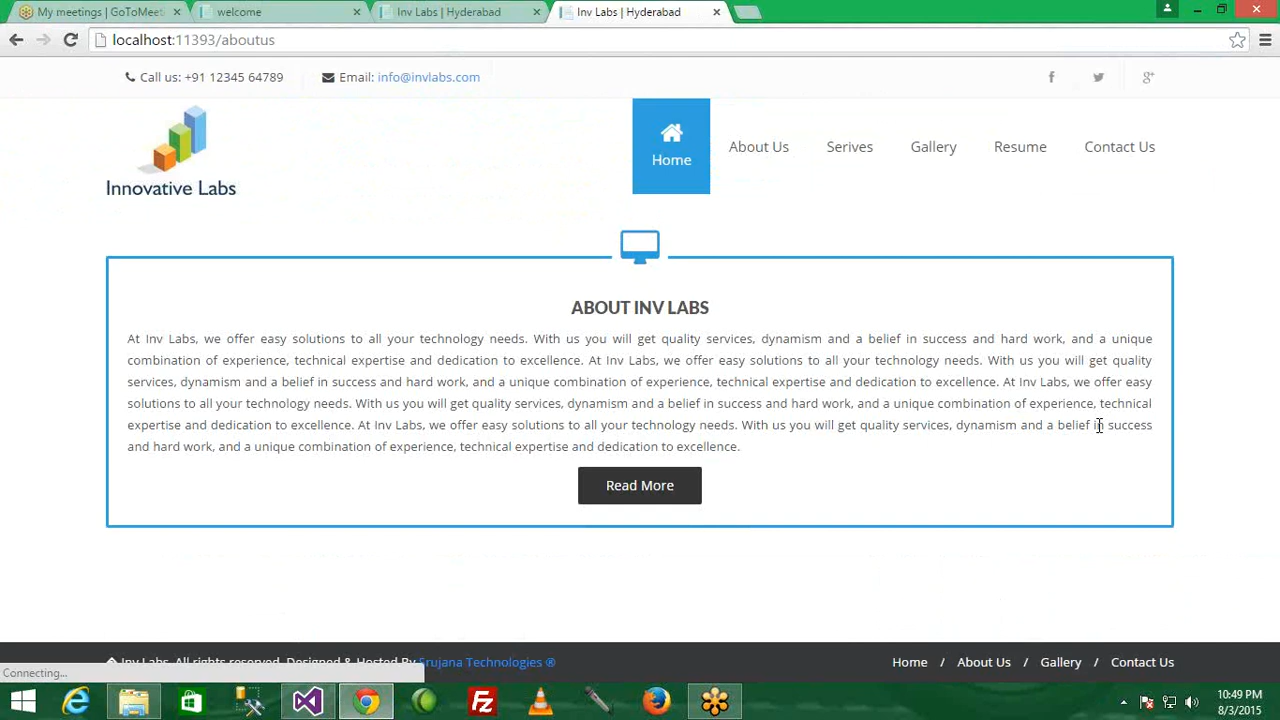 My meetings | GoToMeeti
welcome
Inv Labs | Hyderabad
Inv Labs | Hyderabad
localhost:11393/aboutus
Call us: +91 12345 64789
Email: info@invlabs.com
Innovative Labs
Home
About Us
Serives
Gallery
Resume
Contact Us
ABOUT INV LABS
At Inv Labs, we offer easy solutions to all your technology needs. With us you will get quality services, dynamism and a belief in success and hard work, and a unique
combination of experience, technical expertise and dedication to excellence. At Inv Labs, we offer easy solutions to all your technology needs. With us you will get quality
services, dynamism and a belief in success and hard work, and a unique combination of experience, technical expertise and dedication to excellence. At Inv Labs, we offer easy
solutions to all your technology needs. With us you will get quality services, dynamism and a belief in success and hard work, and a unique combination of experience, technical
expertise and dedication to excellence. At Inv Labs, we offer easy solutions to all your technology needs. With us you will get quality services, dynamism and a belief in success
and hard work, and a unique combination of experience, technical expertise and dedication to excellence.
Read More
Inv Labs. All rights reserved. Designed & Hosted By Srujana Technologies ®
Home / About Us / Gallery / Contact Us
Connecting...
10:49 PM
8/3/2015